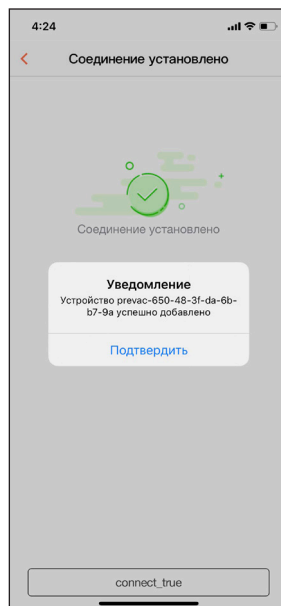 4:24
Соединение установлено
Соединение установлено
Уведомление
Устройство prevac-650-48-3f-da-6b-
b7-9a успешно добавлено
Подтвердить
connect_true